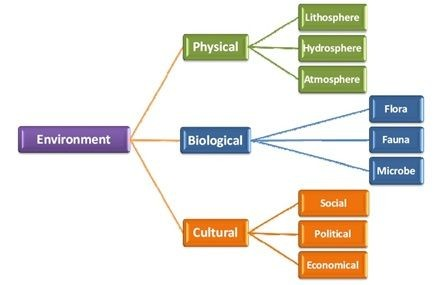 Environment
Physical
Lithosphere
Hydrosphere
Atmosphere
Biological
Flora
Fauna
Microbe
Cultural
Social
Political
Economical